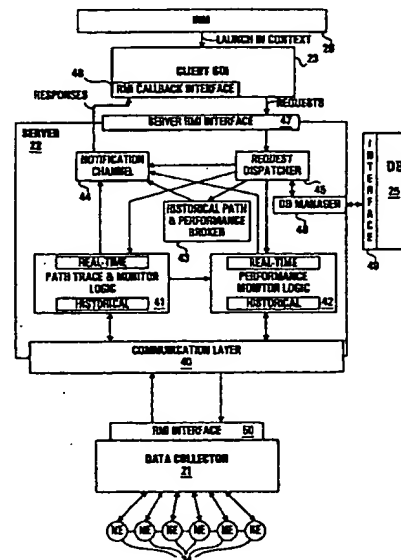 LAUNCH IN CONTEXT
23
CLIENT GUI
48
RMI CALLBACK INTERFACE
RESPONSES
REQUESTS
SERVER
22
SERVER RMI INTERFACE
47
NOTIFICATION
CHANNEL
44
REQUEST
DISPATCHER
45
HISTORICAL PATH
& PERFORMANCE
BROKER
43
DB MANAGER
INTERFACE
DB
25
REAL-TIME
PATH TRACE & MONITOR
LOGIC
HISTORICAL
41
REAL-TIME
PERFORMANCE
MONITOR LOGIC
HISTORICAL
42
COMMUNICATION LAYER
40
RMI INTERFACE
50
DATA COLLECTOR
21
NE
NE
NE
NE
NE
NE